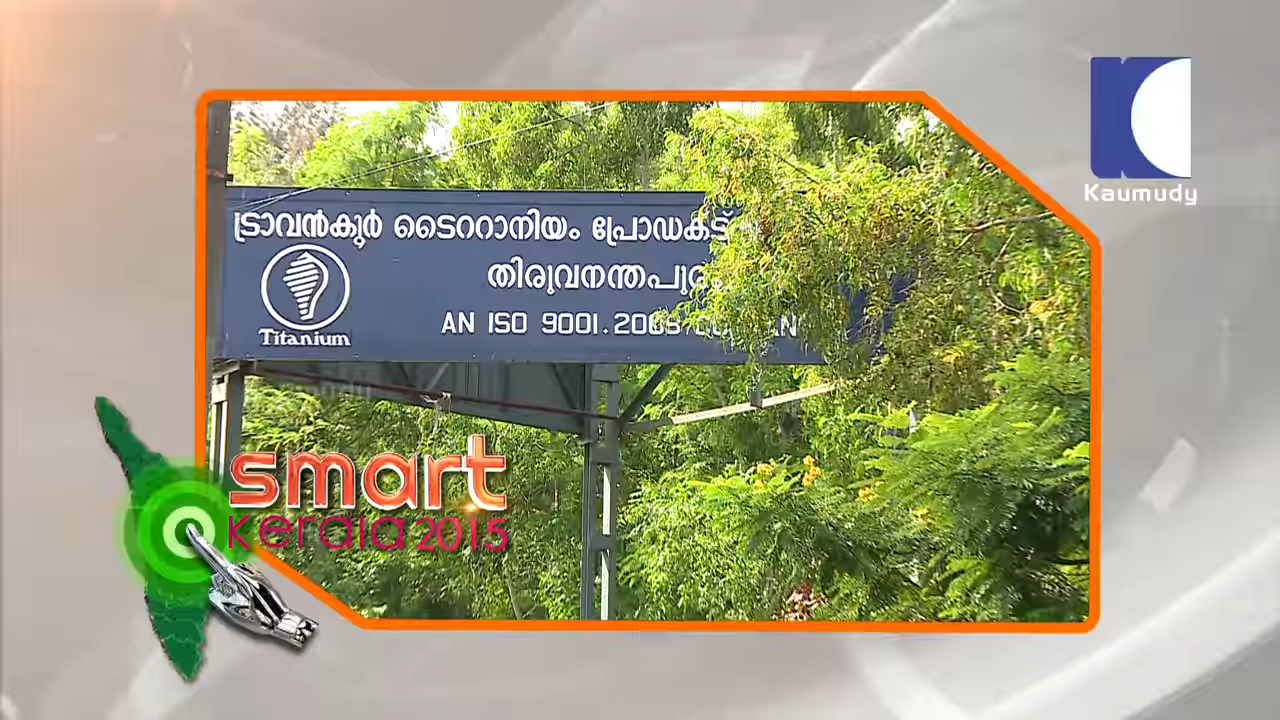 Kaumudy
ട്രാവൻകൂർ ടൈററാനിയം പ്രോഡക്ട്
തിരുവനന്തപുരം
Titanium
AN ISO 9001.2008
smart
Kerala 2015